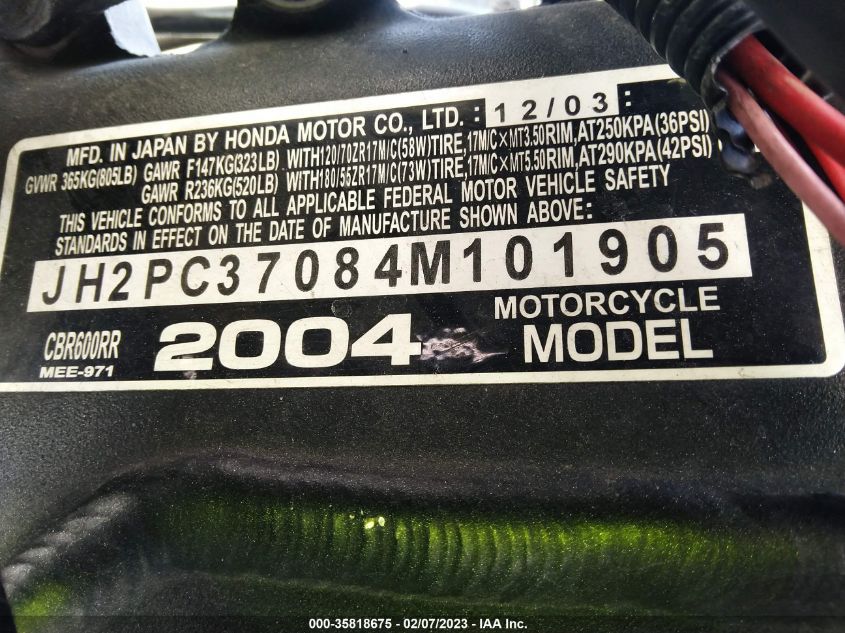 MFD. IN JAPAN BY HONDA MOTOR CO., LTD.: 12/03 :
GVWR 365KG(805LB) GAWR F147KG(323LB) WITH120/70ZR17M/C(58W)TIRE,17M/C×MT3.50RIM,AT250KPA(36PSI)
GAWR R236KG(520LB) WITH180/55ZR17M/C(73W)TIRE,17M/C×MT5.50RIM,AT290KPA(42PSI)
THIS VEHICLE CONFORMS TO ALL APPLICABLE FEDERAL MOTOR VEHICLE SAFETY
STANDARDS IN EFFECT ON THE DATE OF MANUFACTURE SHOWN ABOVE:
JH2PC37084M101905
CBR600RR 2004 MOTORCYCLE
MEE-971 MODEL
000-35818675 - 02/07/2023 - IAA Inc.